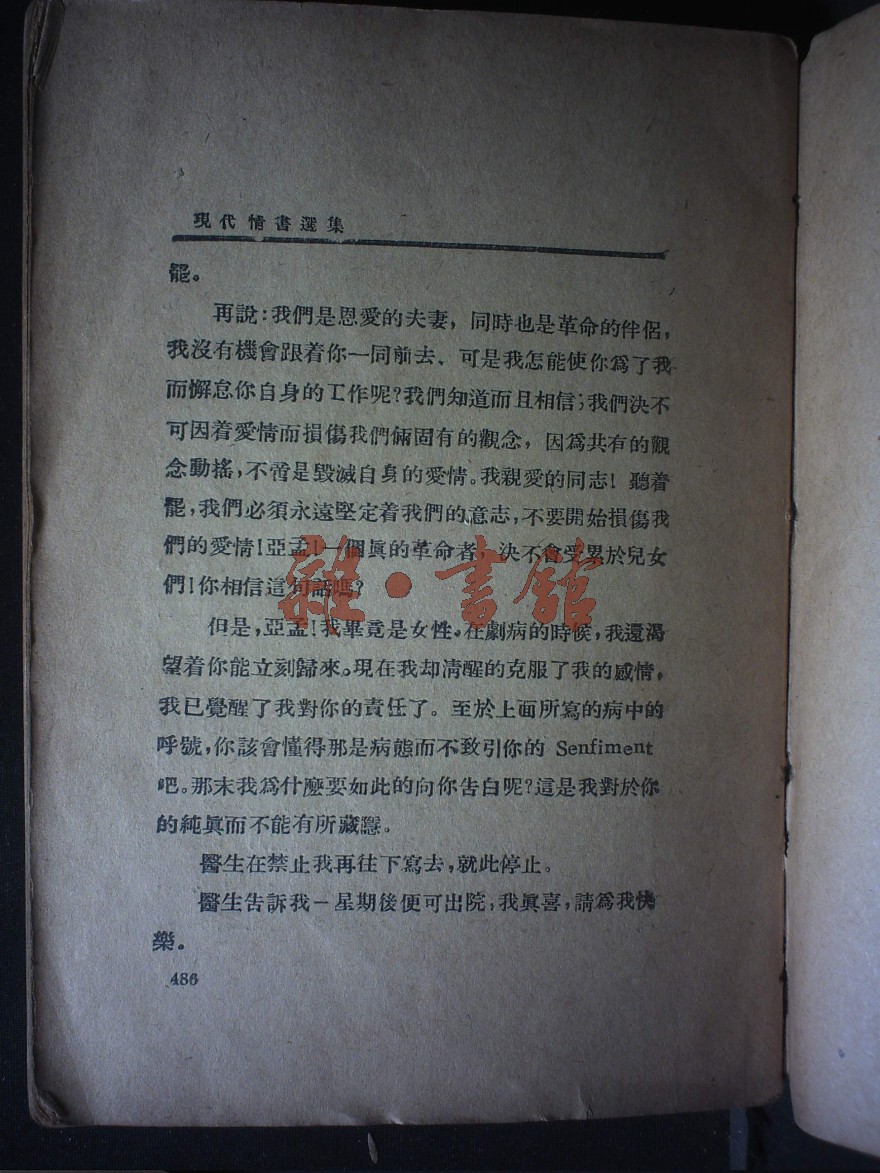 現代情書選集
罷。
再說:我們是恩愛的夫妻,同時也是革命的伴侶,
我沒有機會跟着你一同前去、可是我怎能使你爲了我
而懈怠你自身的工作呢?我們知道而且相信;我們決不
可因着愛情而損傷我們倆固有的觀念,因爲共有的觀
念動搖,不啻是毀滅自身的愛情。我親愛的同志!聽着
罷,我們必須永遠堅定着我們的意志,不要開始損傷我
們的愛情!亞孟!一個眞的革命者,決不會受累於兒女
們!你相信這句話嗎?
但是,亞孟!我畢竟是女性。在劇病的時候,我還渴
望着你能立刻歸來。現在我却清醒的克服了我的感情,
我已覺醒了我對你的責任了。至於上面所寫的病中的
呼號,你該會懂得那是病態而不致引你的 Senfiment
吧。那末我爲什麼要如此的向你告白呢?這是我對於你
的純眞而不能有所藏隱。
醫生在禁止我再往下寫去,就此停止。
醫生告訴我一星期後便可出院,我眞喜,請爲我快
樂。
486
雜·書館